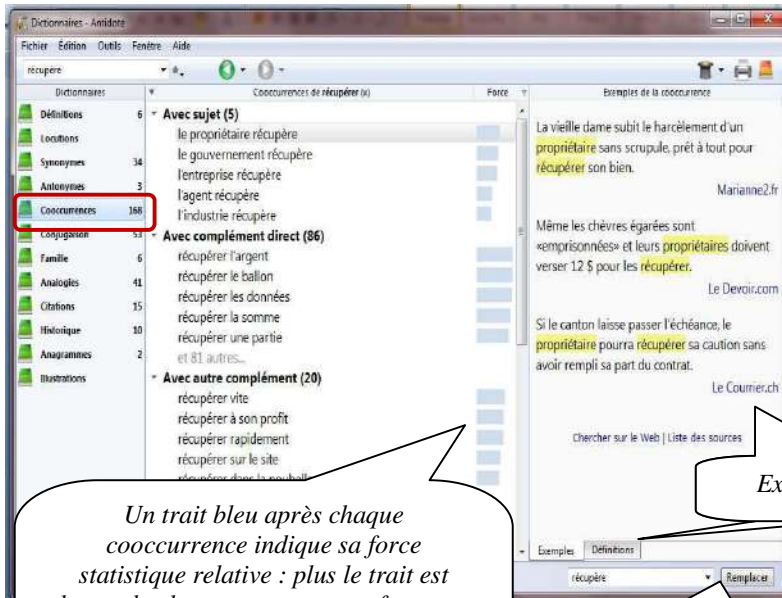 Dictionnaires - Antidote
Fichier Édition Outils Fenêtre Aide
récupère
Dictionnaires
Définitions 6
Locutions
Synonymes 34
Antonymes 3
Cooccurrences 168
Conjugaison 53
Famille 6
Analogies 41
Citations 15
Historique 10
Anagrammes 2
Illustrations
Cooccurrences de récupérer (v) Force
Avec sujet (5)
le propriétaire récupère
le gouvernement récupère
l'entreprise récupère
l'agent récupère
l'industrie récupère
Avec complément direct (86)
récupérer l'argent
récupérer le ballon
récupérer les données
récupérer la somme
récupérer une partie
et 81 autres...
Avec autre complément (20)
récupérer vite
récupérer à son profit
récupérer rapidement
récupérer sur le site
récupérer dans la poubelle
Exemples de la cooccurrence
La vieille dame subit le harcèlement d'un
propriétaire sans scrupule, prêt à tout pour
récupérer son bien.
Marianne2.fr
Même les chèvres égarées sont
«emprisonnées» et leurs propriétaires doivent
verser 12 $ pour les récupérer.
Le Devoir.com
Si le canton laisse passer l'échéance, le
propriétaire pourra récupérer sa caution sans
avoir rempli sa part du contrat.
Le Courrier.ch
Chercher sur le Web | Liste des sources
Exemples Définitions
récupère Remplacer
Un trait bleu après chaque
cooccurrence indique sa force
statistique relative : plus le trait est
Ex